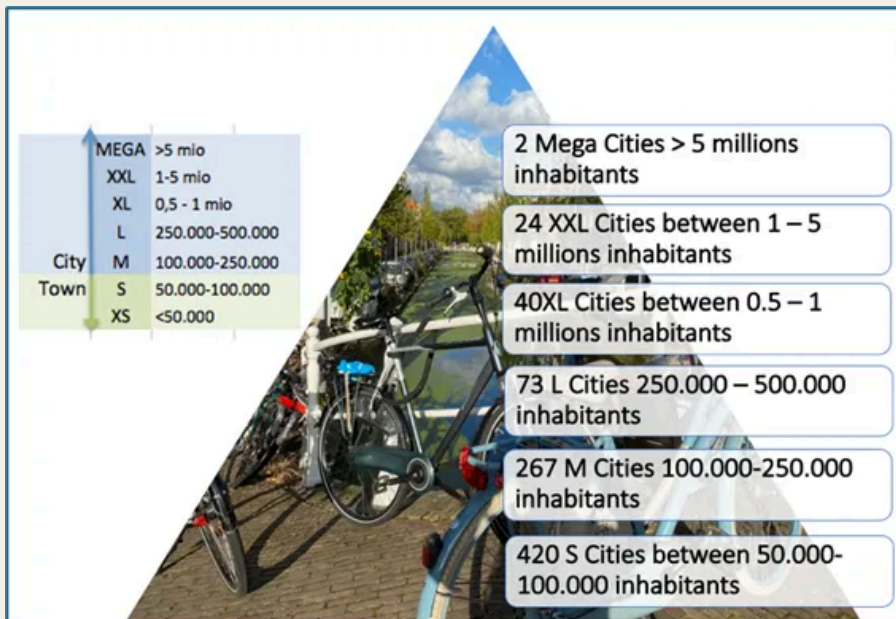 MEGA >5 mio
XXL 1-5 mio
XL 0,5 - 1 mio
L 250.000-500.000
City M 100.000-250.000
Town S 50.000-100.000
XS <50.000
2 Mega Cities > 5 millions
inhabitants
24 XXL Cities between 1 – 5
millions inhabitants
40XL Cities between 0.5 – 1
millions inhabitants
73 L Cities 250.000 – 500.000
inhabitants
267 M Cities 100.000-250.000
inhabitants
420 S Cities between 50.000-
100.000 inhabitants